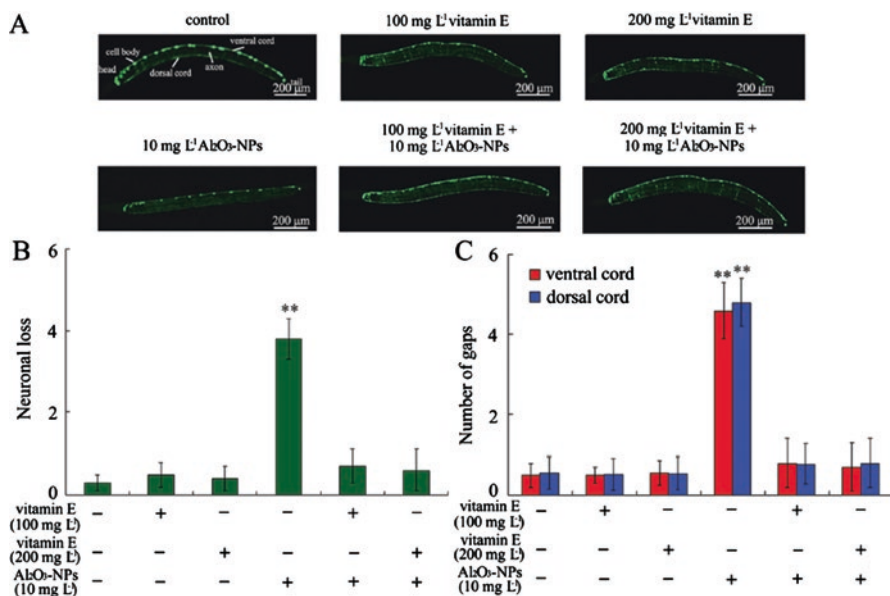 A
control
100 mg L⁻¹ vitamin E
200 mg L⁻¹ vitamin E
cell body
ventral cord
head
dorsal cord
axon
tail
200 μm
200 μm
200 μm
10 mg L⁻¹ Al₂O₃-NPs
100 mg L⁻¹ vitamin E +
10 mg L⁻¹ Al₂O₃-NPs
200 mg L⁻¹ vitamin E +
10 mg L⁻¹ Al₂O₃-NPs
200 μm
200 μm
200 μm
B
Neuronal loss
6
4
2
0
**
vitamin E
(100 mg L⁻¹)
– + – – + –
vitamin E
(200 mg L⁻¹)
– – + – – +
Al₂O₃-NPs
(10 mg L⁻¹)
– – – + + +
C
Number of gaps
6
4
2
0
ventral cord
dorsal cord
** **
vitamin E
(100 mg L⁻¹)
– + – – + –
vitamin E
(200 mg L⁻¹)
– – + – – +
Al₂O₃-NPs
(10 mg L⁻¹)
– – – + + +